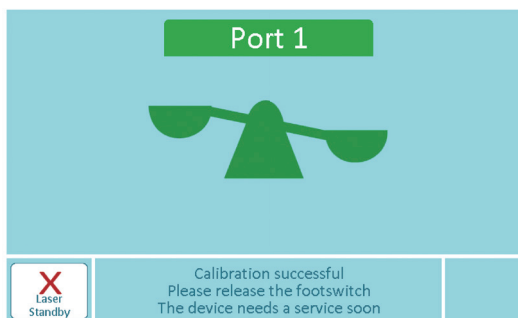 Port 1
X
Laser
Standby
Calibration successful
Please release the footswitch
The device needs a service soon